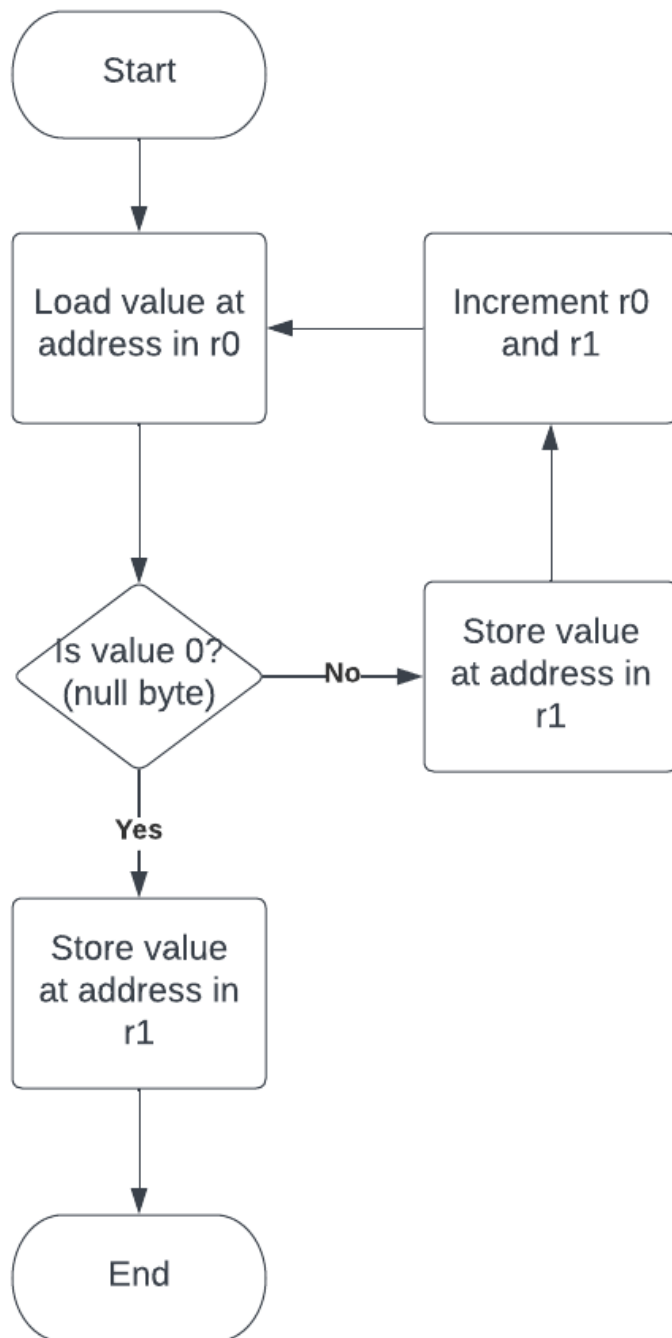 Start
Load value at
address in r0
Increment r0
and r1
Is value 0?
(null byte)
No
Store value
at address in
r1
Yes
Store value
at address in
r1
End